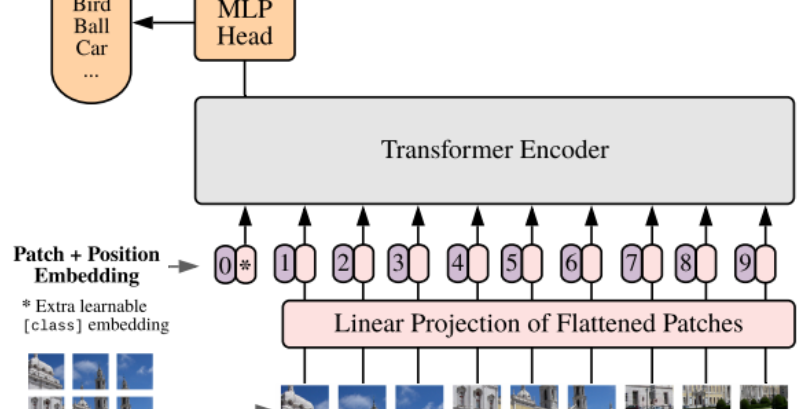 Bird
Ball
Car
...
MLP
Head
Transformer Encoder
Patch + Position
Embedding
0 * 1 2 3 4 5 6 7 8 9
* Extra learnable
[class] embedding
Linear Projection of Flattened Patches